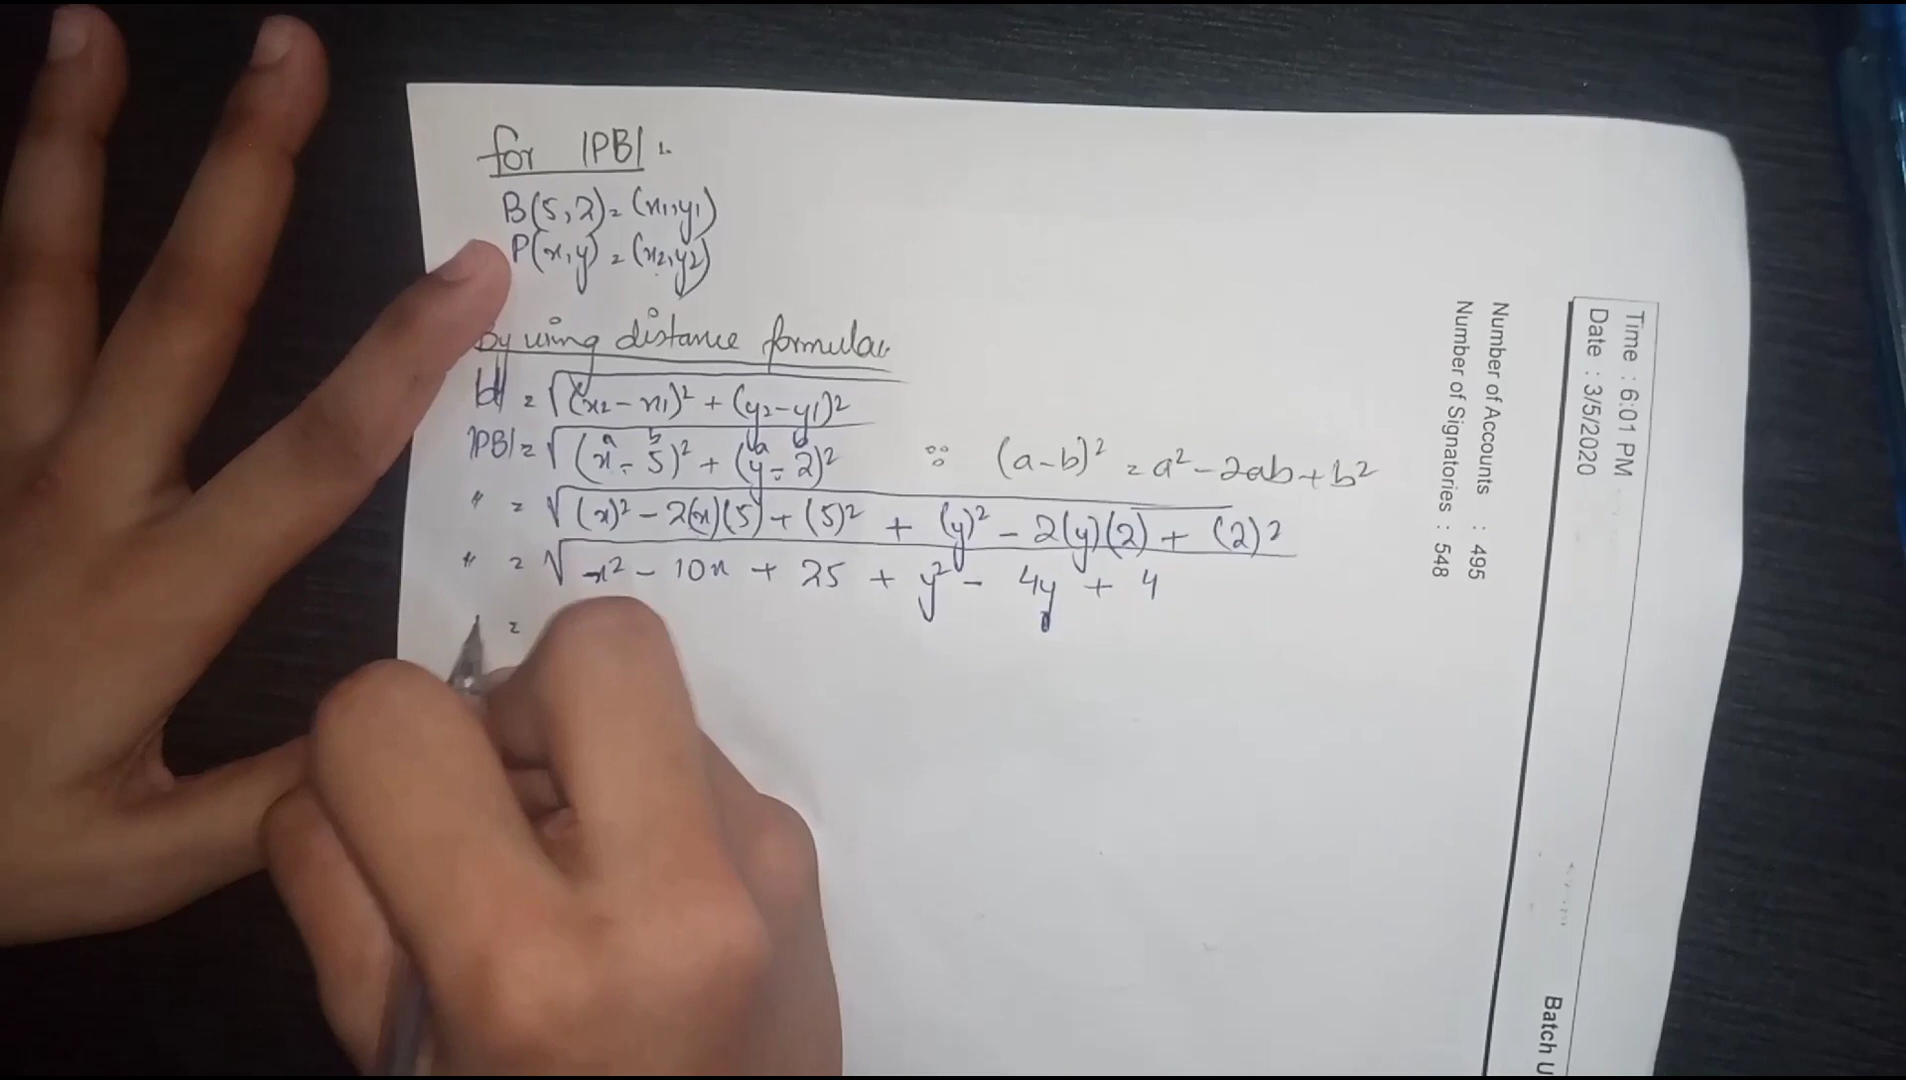 for |PB| :-
B(5,2) = (x1,y1)
P(x,y) = (x2,y2)
By using distance formula:
|d| = √(x2-x1)² + (y2-y1)²
a b a b
|PB| = √(x-5)² + (y-2)² ∵ (a-b)² = a²-2ab+b²
" = √(x)² - 2(x)(5) + (5)² + (y)² - 2(y)(2) + (2)²
" = √x² - 10x + 25 + y² - 4y + 4
=
Time : 6:01 PM
Date : 3/5/2020
Number of Accounts : 495
Number of Signatories : 548
Batch U